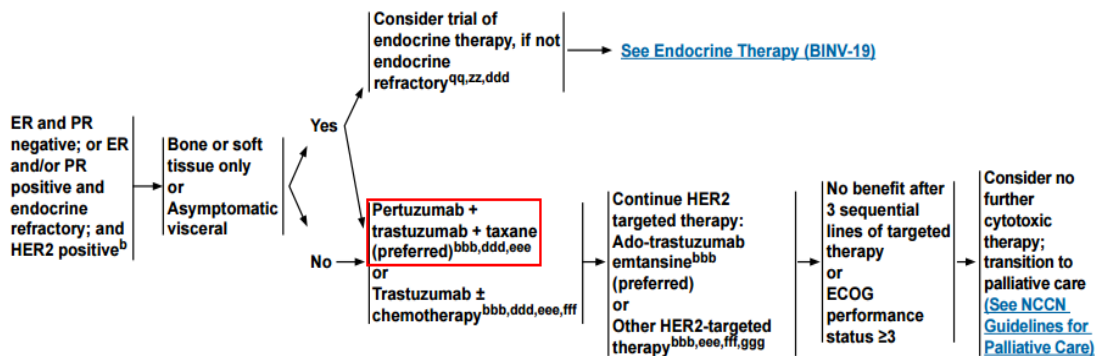 ER and PR
negative; or ER
and/or PR
positive and
endocrine
refractory; and
HER2 positiveb
Bone or soft
tissue only
or
Asymptomatic
visceral
Yes
No
Consider trial of
endocrine therapy, if not
endocrine
refractoryqq,zz,ddd
See Endocrine Therapy (BINV-19)
Pertuzumab +
trastuzumab + taxane
(preferred)bbb,ddd,eee
or
Trastuzumab ±
chemotherapybbb,ddd,eee,fff
Continue HER2
targeted therapy:
Ado-trastuzumab
emtansinebbb
(preferred)
or
Other HER2-targeted
therapybbb,eee,fff,ggg
No benefit after
3 sequential
lines of targeted
therapy
or
ECOG
performance
status ≥3
Consider no
further
cytotoxic
therapy;
transition to
palliative care
(See NCCN
Guidelines for
Palliative Care)